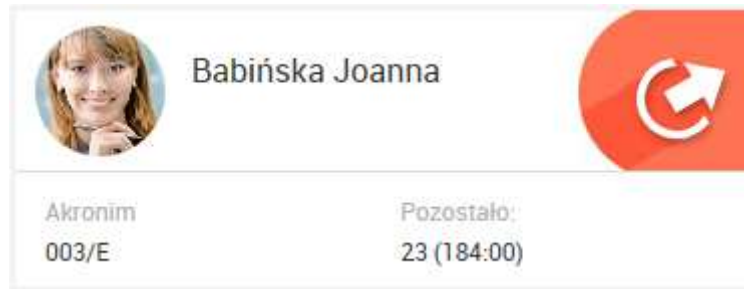 Babińska Joanna
Akronim
Pozostało:
003/E
23 (184:00)